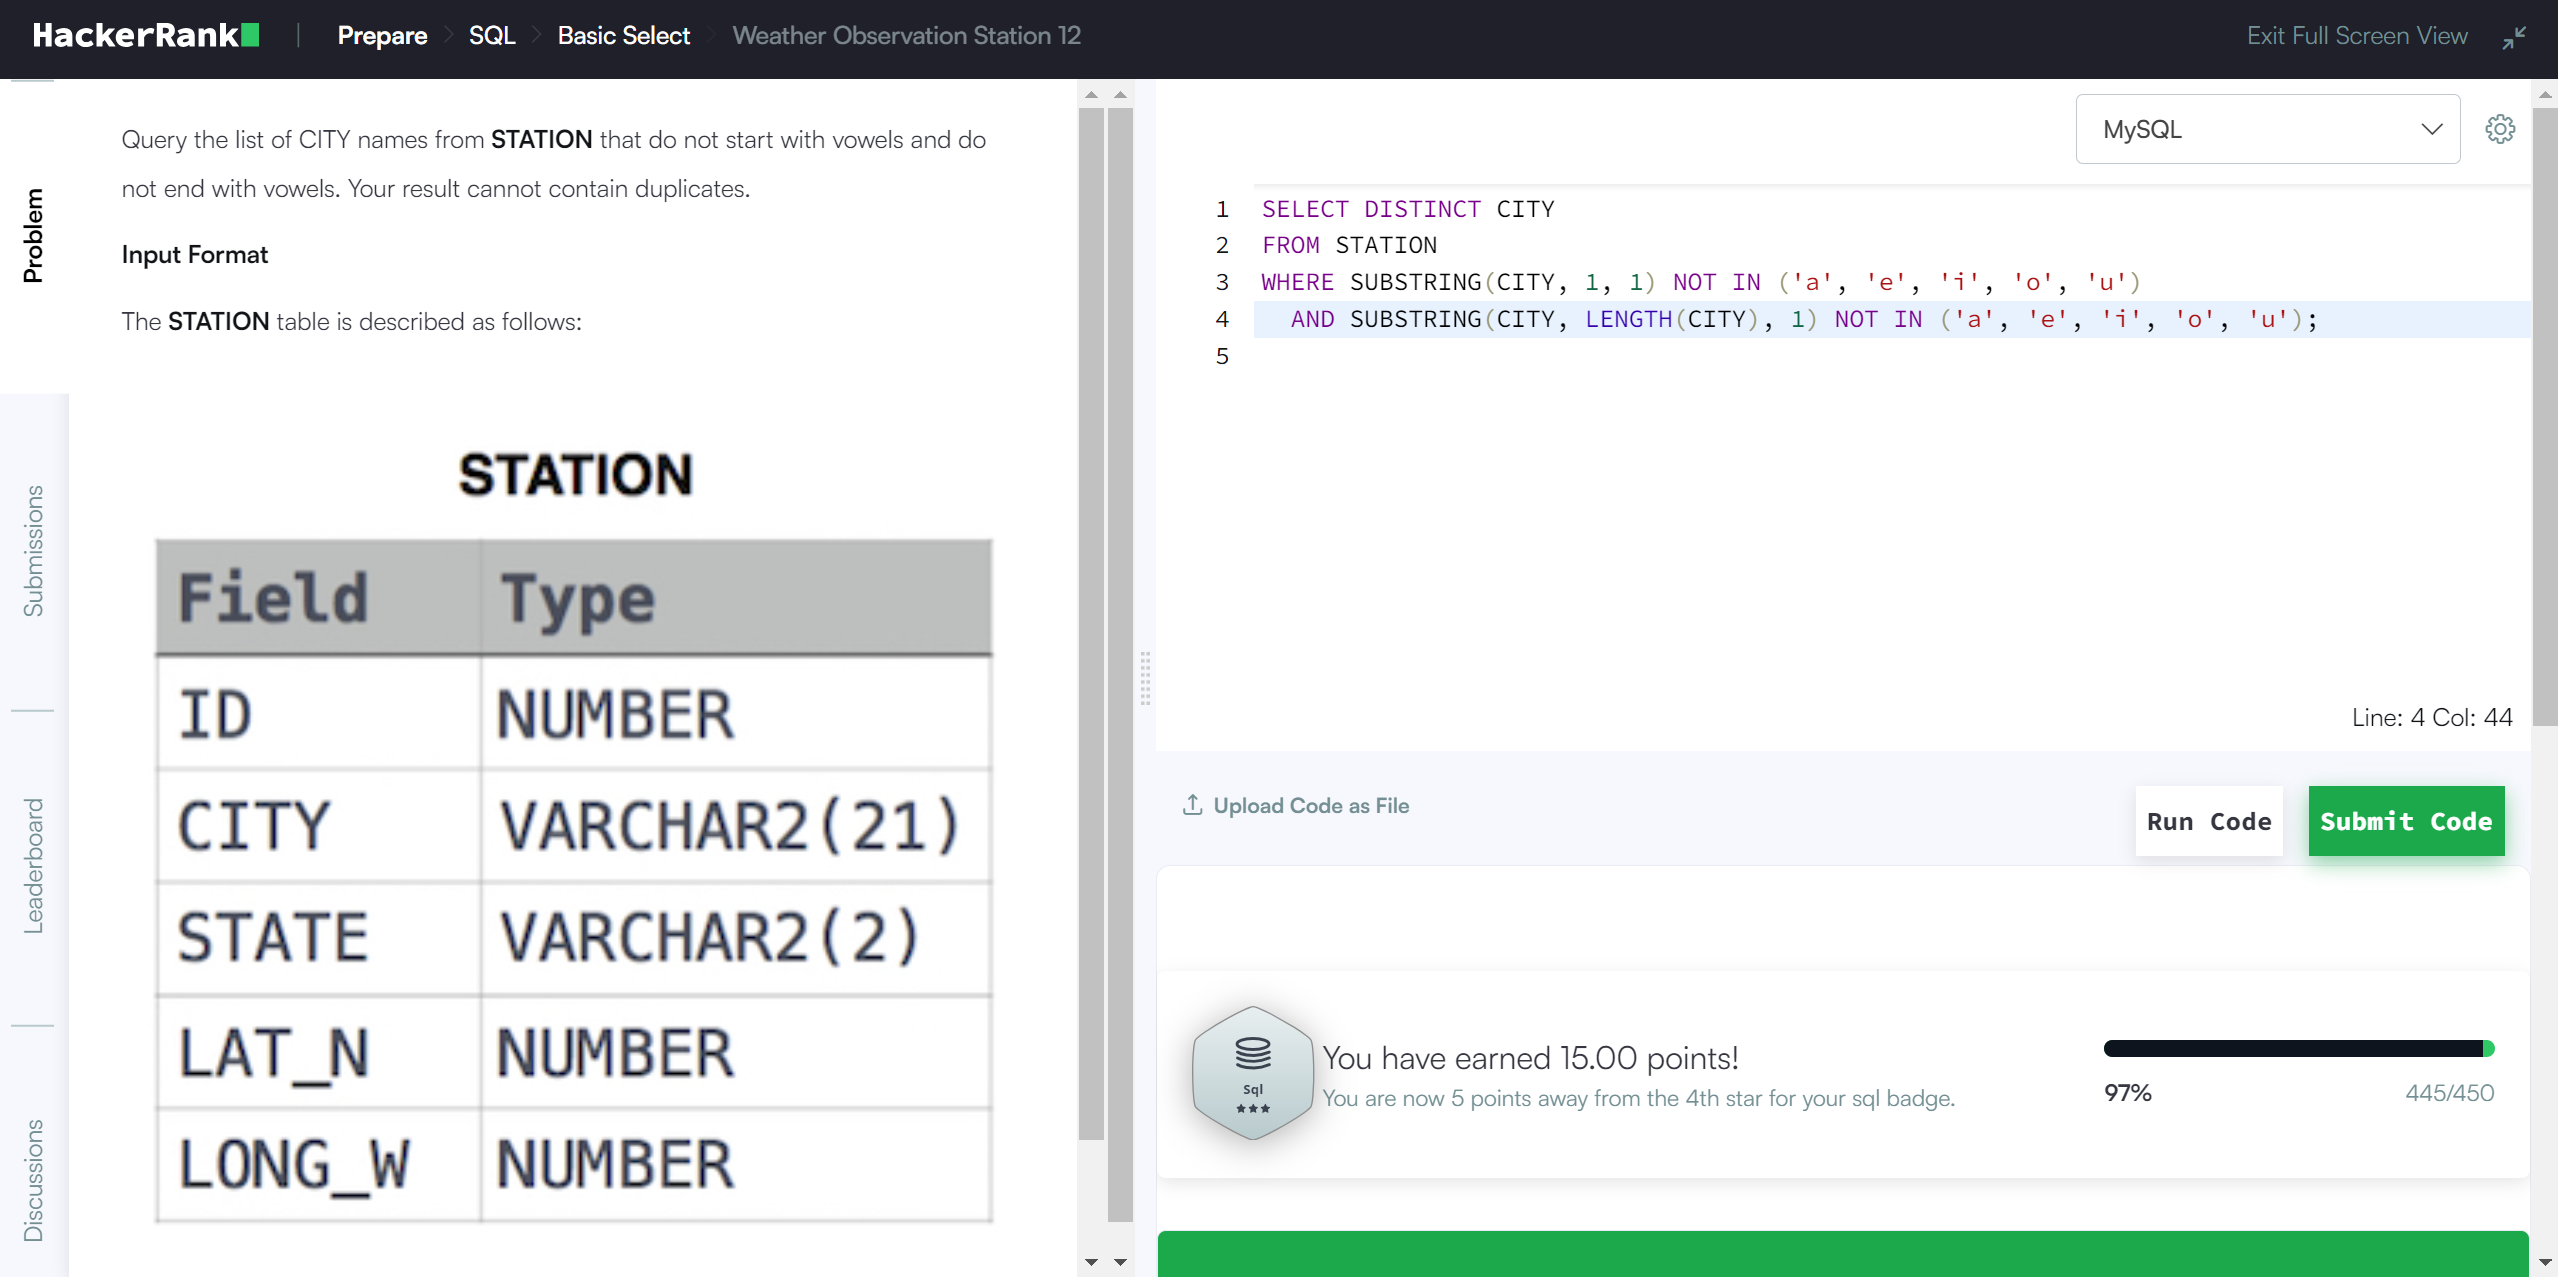 HackerRank | Prepare > SQL > Basic Select > Weather Observation Station 12
Exit Full Screen View
Problem
Submissions
Leaderboard
Discussions
Query the list of CITY names from STATION that do not start with vowels and do
not end with vowels. Your result cannot contain duplicates.
Input Format
The STATION table is described as follows:
STATION
Field Type
ID NUMBER
CITY VARCHAR2(21)
STATE VARCHAR2(2)
LAT_N NUMBER
LONG_W NUMBER
MySQL
1 SELECT DISTINCT CITY
2 FROM STATION
3 WHERE SUBSTRING(CITY, 1, 1) NOT IN ('a', 'e', 'i', 'o', 'u')
4 AND SUBSTRING(CITY, LENGTH(CITY), 1) NOT IN ('a', 'e', 'i', 'o', 'u');
5
Line: 4 Col: 44
Upload Code as File
Run Code
Submit Code
Sql
You have earned 15.00 points!
You are now 5 points away from the 4th star for your sql badge.
97%
445/450